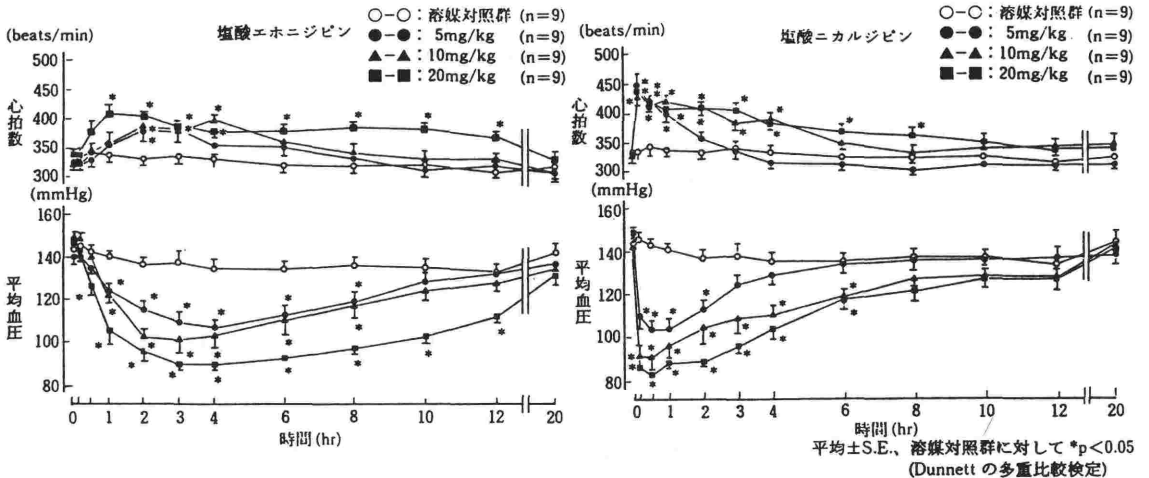 塩酸エホニジピン
○−○：溶媒対照群 (n=9)
●−●： 5mg/kg (n=9)
▲−▲：10mg/kg (n=9)
■−■：20mg/kg (n=9)
(beats/min)
500
450
400
350
300
心拍数
(mmHg)
160
140
120
100
80
平均血圧
* * * * * * * * *
0 1 2 3 4 6 8 10 12 20
時間(hr)
塩酸ニカルジピン
○−○：溶媒対照群 (n=9)
●−●： 5mg/kg (n=9)
▲−▲：10mg/kg (n=9)
■−■：20mg/kg (n=9)
(beats/min)
500
450
400
350
300
心拍数
(mmHg)
160
140
120
100
80
平均血圧
0 1 2 3 4 6 8 10 12 20
時間(hr)
平均±S.E.、溶媒対照群に対して *p<0.05
(Dunnett の多重比較検定)